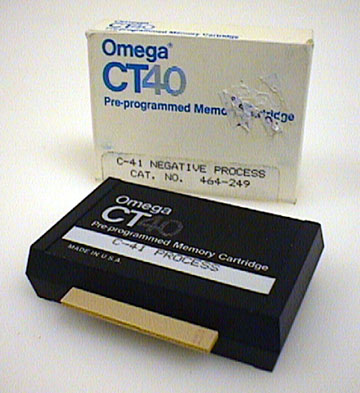 Omega®
CT40
Pre-programmed Memory Cartridge
C-41 NEGATIVE PROCESS
CAT. NO. 464-249
Omega
CT40
Pre-programmed Memory Cartridge
MADE IN U.S.A.
C-41 PROCESS